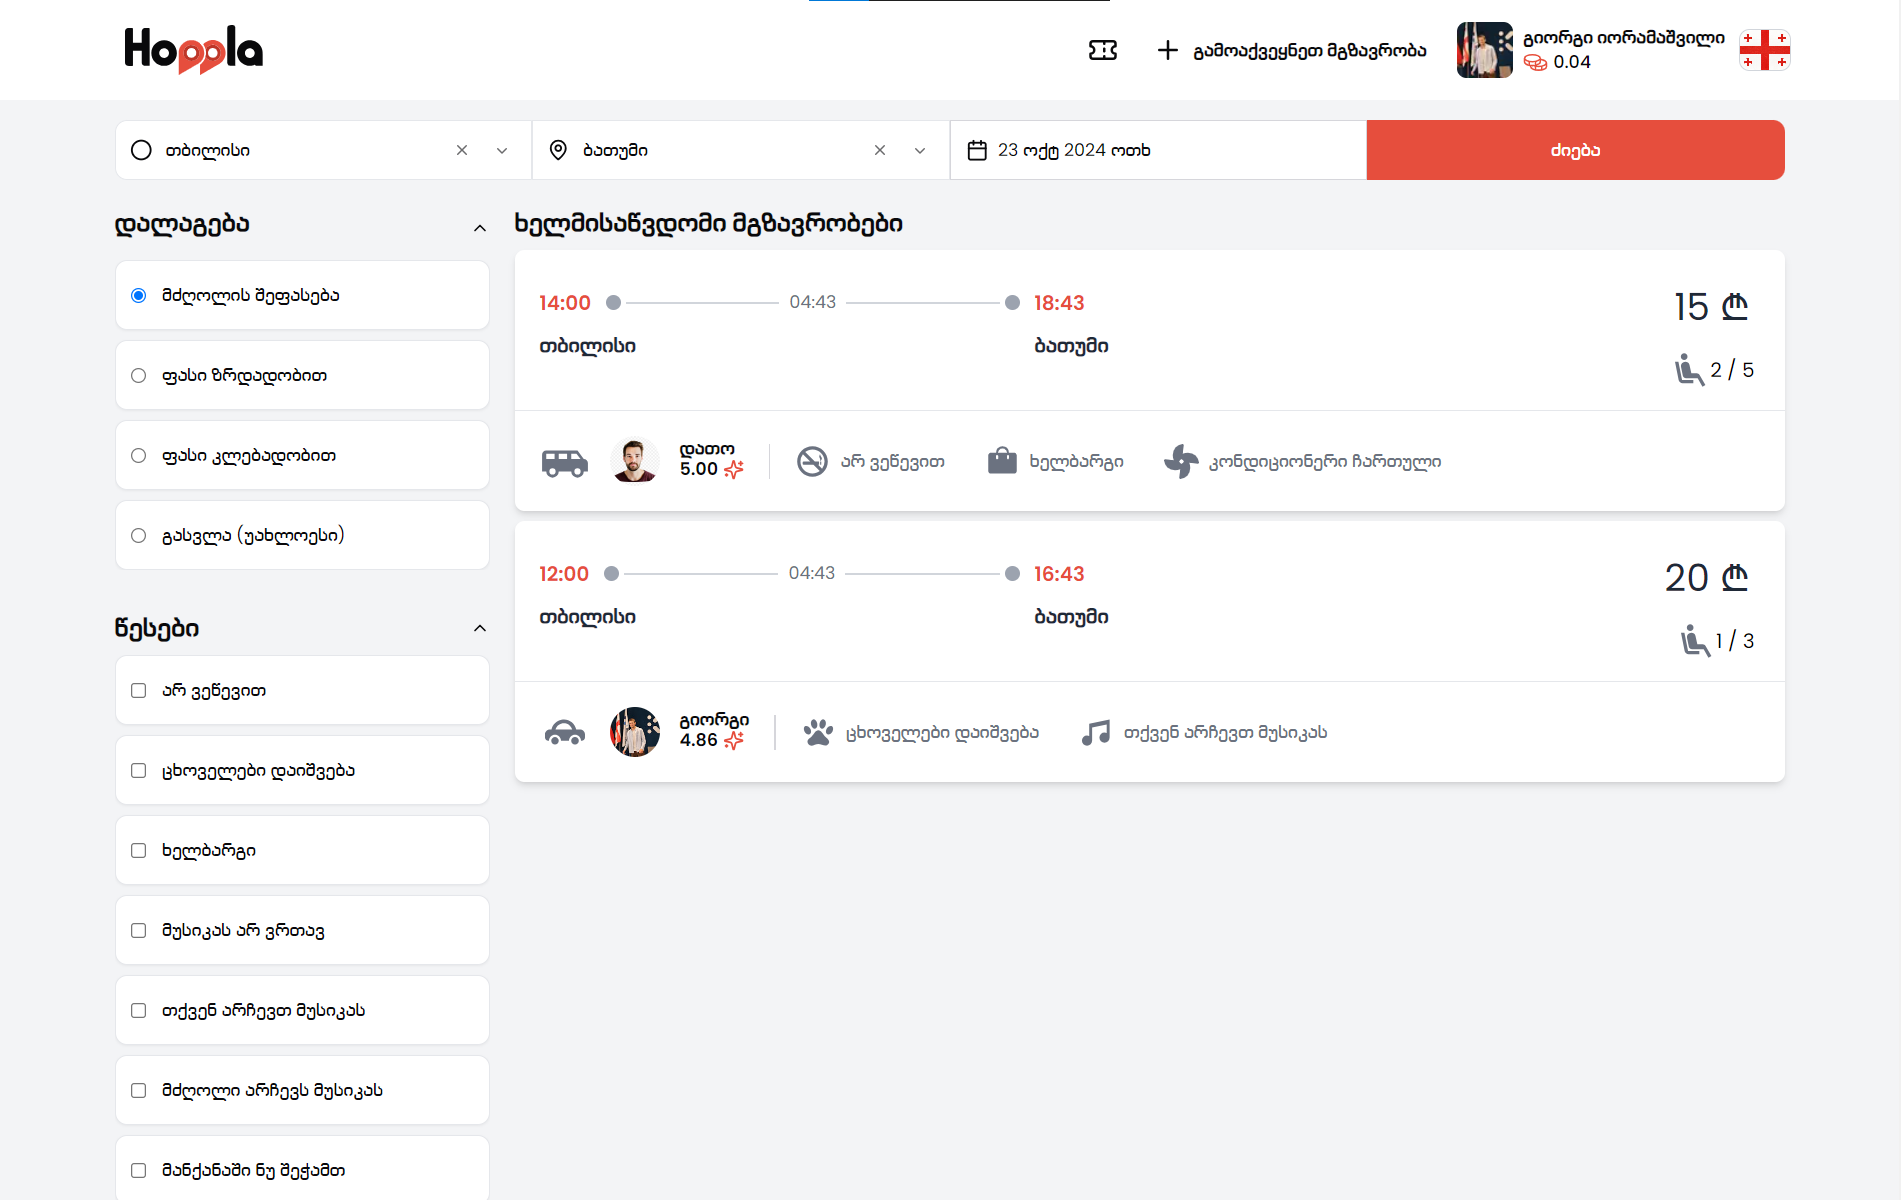 Hoppla
გამოაქვეყნეთ მგზავრობა
გიორგი იორამაშვილი
0.04
თბილისი
ბათუმი
23 ოქტ 2024 ოთხ
ძიება
დალაგება
მძღოლის შეფასება
ფასი ზრდადობით
ფასი კლებადობით
გასვლა (უახლოესი)
წესები
არ ვეწევით
ცხოველები დაიშვება
ხელბარგი
მუსიკას არ ვრთავ
თქვენ არჩევთ მუსიკას
მძღოლი არჩევს მუსიკას
მანქანაში ნუ შეჭამთ
ხელმისაწვდომი მგზავრობები
14:00 04:43 18:43
თბილისი ბათუმი
15 ₾
2 / 5
დათო
5.00
არ ვეწევით
ხელბარგი
კონდიციონერი ჩართული
12:00 04:43 16:43
თბილისი ბათუმი
20 ₾
1 / 3
გიორგი
4.86
ცხოველები დაიშვება
თქვენ არჩევთ მუსიკას